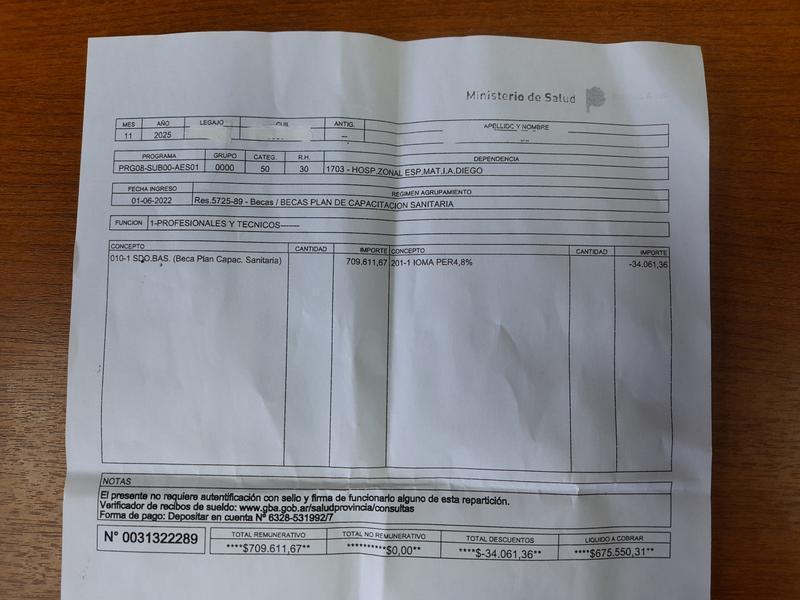 Ministerio de Salud
MES AÑO LEGAJO CUIL ANTIG. APELLIDO Y NOMBRE
11 2025 --
PROGRAMA GRUPO CATEG. R.H. DEPENDENCIA
PRG08-SUB00-AES01 0000 50 30 1703 - HOSP.ZONAL ESP.MAT.I.A.DIEGO
FECHA INGRESO REGIMEN AGRUPAMIENTO
01-06-2022 Res.5725-89 - Becas / BECAS PLAN DE CAPACITACION SANITARIA
FUNCION 1-PROFESIONALES Y TECNICOS-------
CONCEPTO CANTIDAD IMPORTE CONCEPTO CANTIDAD IMPORTE
010-1 SDO.BAS. (Beca Plan Capac. Sanitaria) 709.611,67 201-1 IOMA PER4,8% -34.061,36
NOTAS
El presente no requiere autentificación con sello y firma de funcionario alguno de esta repartición.
Verificador de recibos de sueldo: www.gba.gob.ar/saludprovincia/consultas
Forma de pago: Depositar en cuenta N° 6328-531992/7
N° 0031322289 TOTAL REMUNERATIVO TOTAL NO REMUNERATIVO TOTAL DESCUENTOS LIQUIDO A COBRAR
****$709.611,67** *********$0,00** ****$-34.061,36** ****$675.550,31**